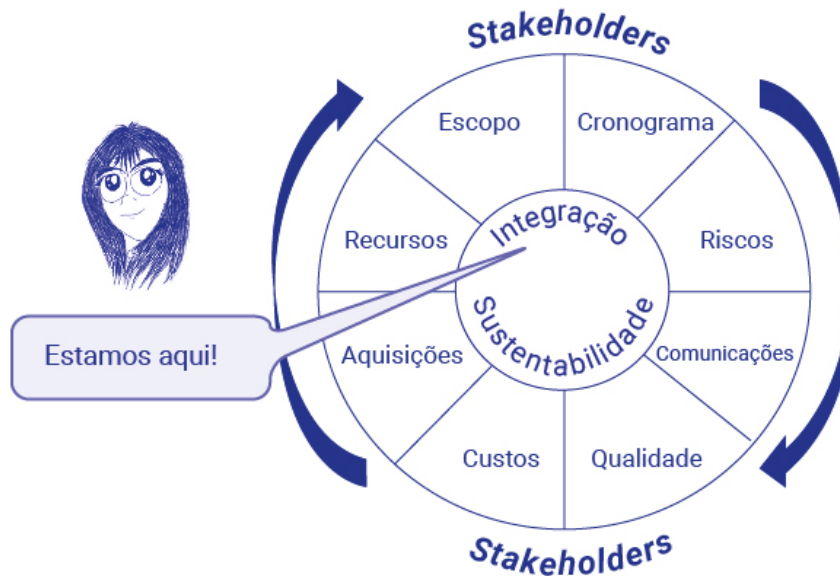 Stakeholders
Escopo
Cronograma
Recursos
Integração
Riscos
Estamos aqui!
Aquisições
Sustentabilidade
Comunicações
Custos
Qualidade
Stakeholders